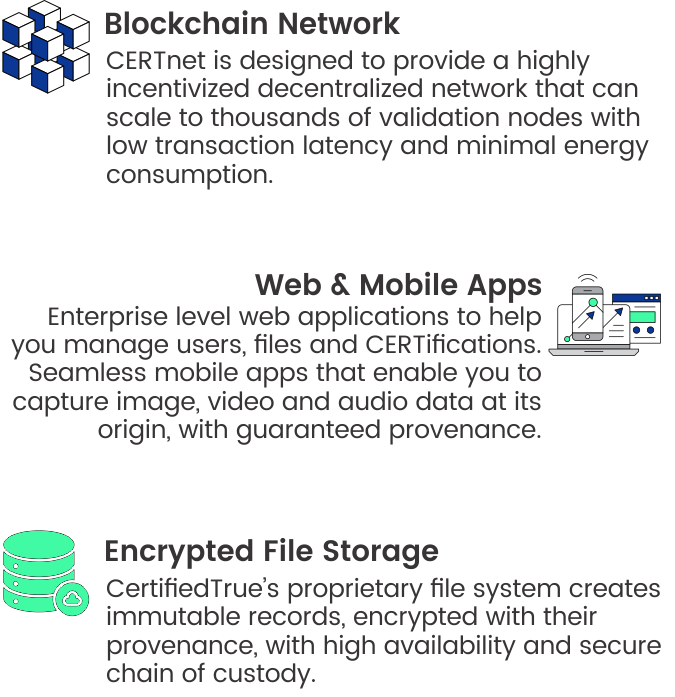 Blockchain Network
CERTnet is designed to provide a highly
incentivized decentralized network that can
scale to thousands of validation nodes with
low transaction latency and minimal energy
consumption.
Web & Mobile Apps
Enterprise level web applications to help
you manage users, files and CERTifications.
Seamless mobile apps that enable you to
capture image, video and audio data at its
origin, with guaranteed provenance.
Encrypted File Storage
CertifiedTrue’s proprietary file system creates
immutable records, encrypted with their
provenance, with high availability and secure
chain of custody.